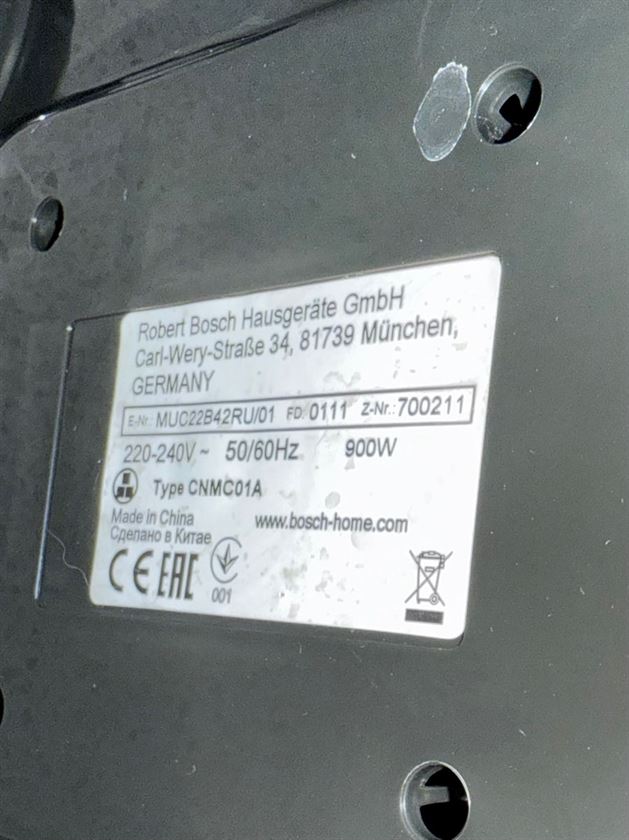 Robert Bosch Hausgeräte GmbH
Carl-Wery-Straße 34, 81739 München,
GERMANY
E-Nr.: MUC22B42RU/01 FD: 0111 Z-Nr.: 700211
220-240V ~ 50/60Hz 900W
Type CNMC01A
Made in China
Сделано в Китае
www.bosch-home.com
CE EAC
001